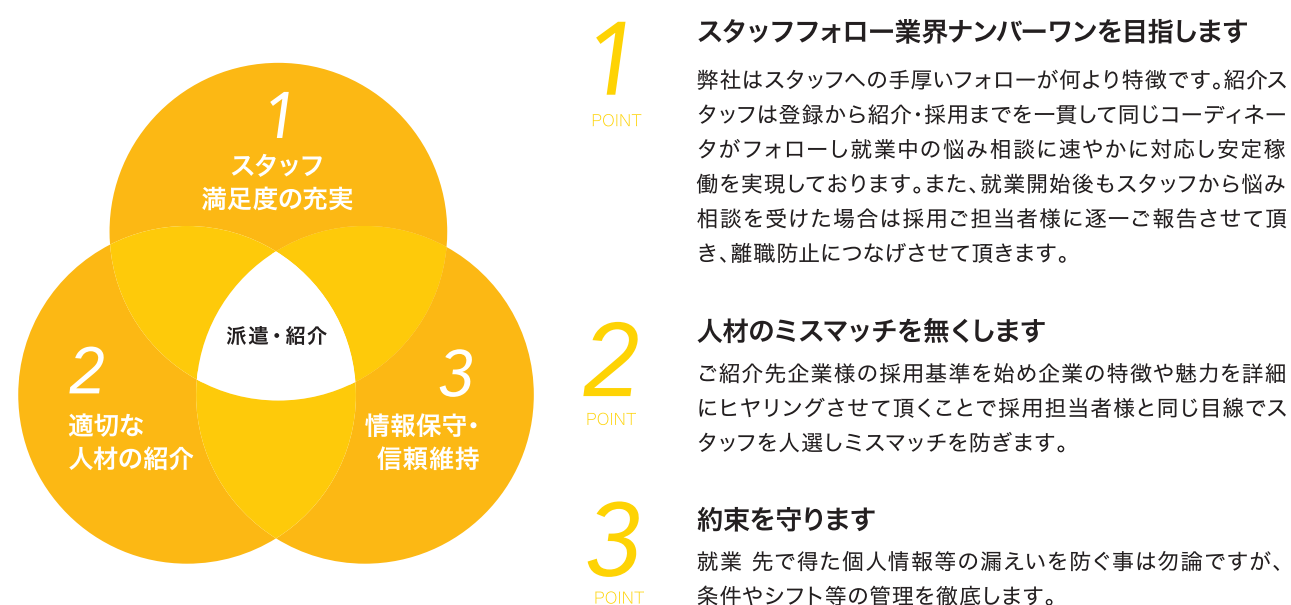 1
スタッフ
満足度の充実
派遣・紹介
2
適切な
人材の紹介
3
情報保守・
信頼維持
1
POINT
スタッフフォロー業界ナンバーワンを目指します
弊社はスタッフへの手厚いフォローが何より特徴です。紹介ス
タッフは登録から紹介・採用までを一貫して同じコーディネー
タがフォローし就業中の悩み相談に速やかに対応し安定稼
働を実現しております。また、就業開始後もスタッフから悩み
相談を受けた場合は採用ご担当者様に逐一ご報告させて頂
き、離職防止につなげさせて頂きます。
2
POINT
人材のミスマッチを無くします
ご紹介先企業様の採用基準を始め企業の特徴や魅力を詳細
にヒヤリングさせて頂くことで採用担当者様と同じ目線でス
タッフを人選しミスマッチを防ぎます。
3
POINT
約束を守ります
就業 先で得た個人情報等の漏えいを防ぐ事は勿論ですが、
条件やシフト等の管理を徹底します。